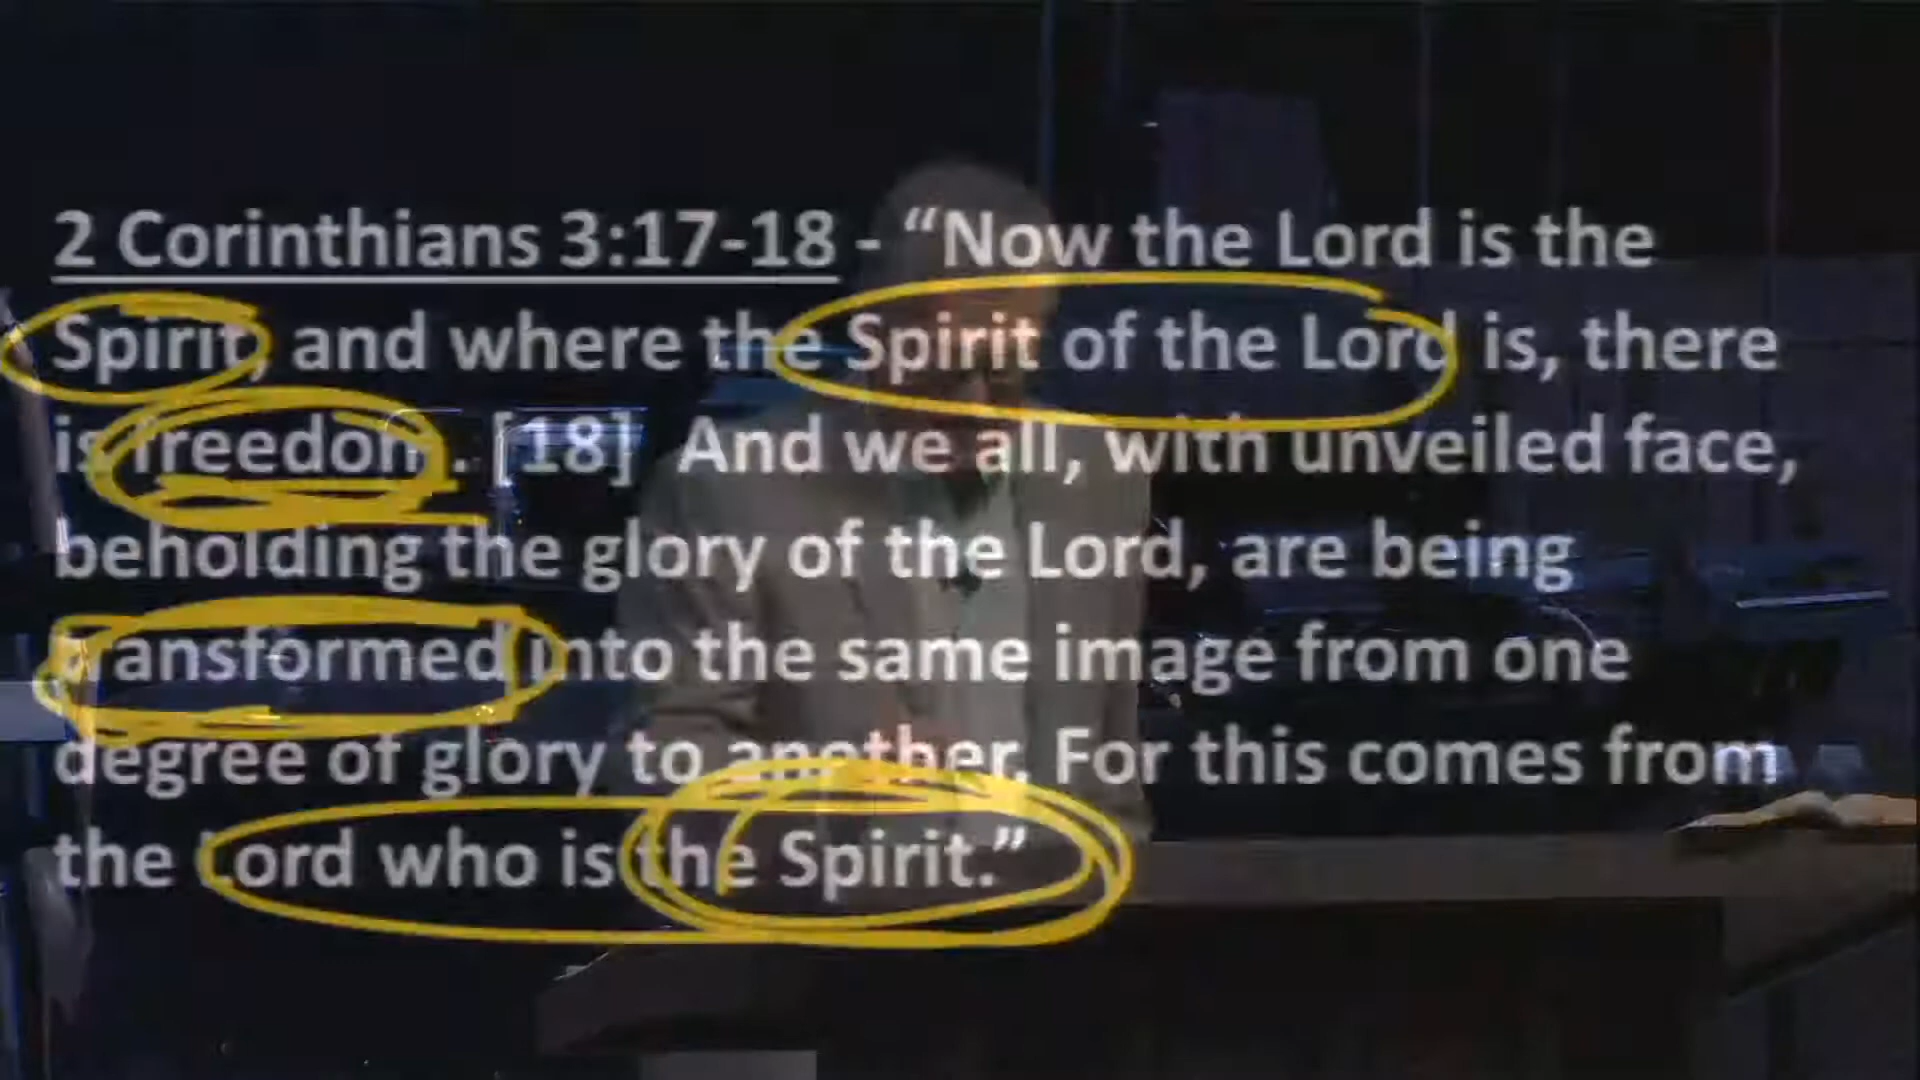 2 Corinthians 3:17-18 - “Now the Lord is the
Spirit, and where the Spirit of the Lord is, there
is freedom. [18] And we all, with unveiled face,
beholding the glory of the Lord, are being
transformed into the same image from one
degree of glory to another. For this comes from
the Lord who is the Spirit.”